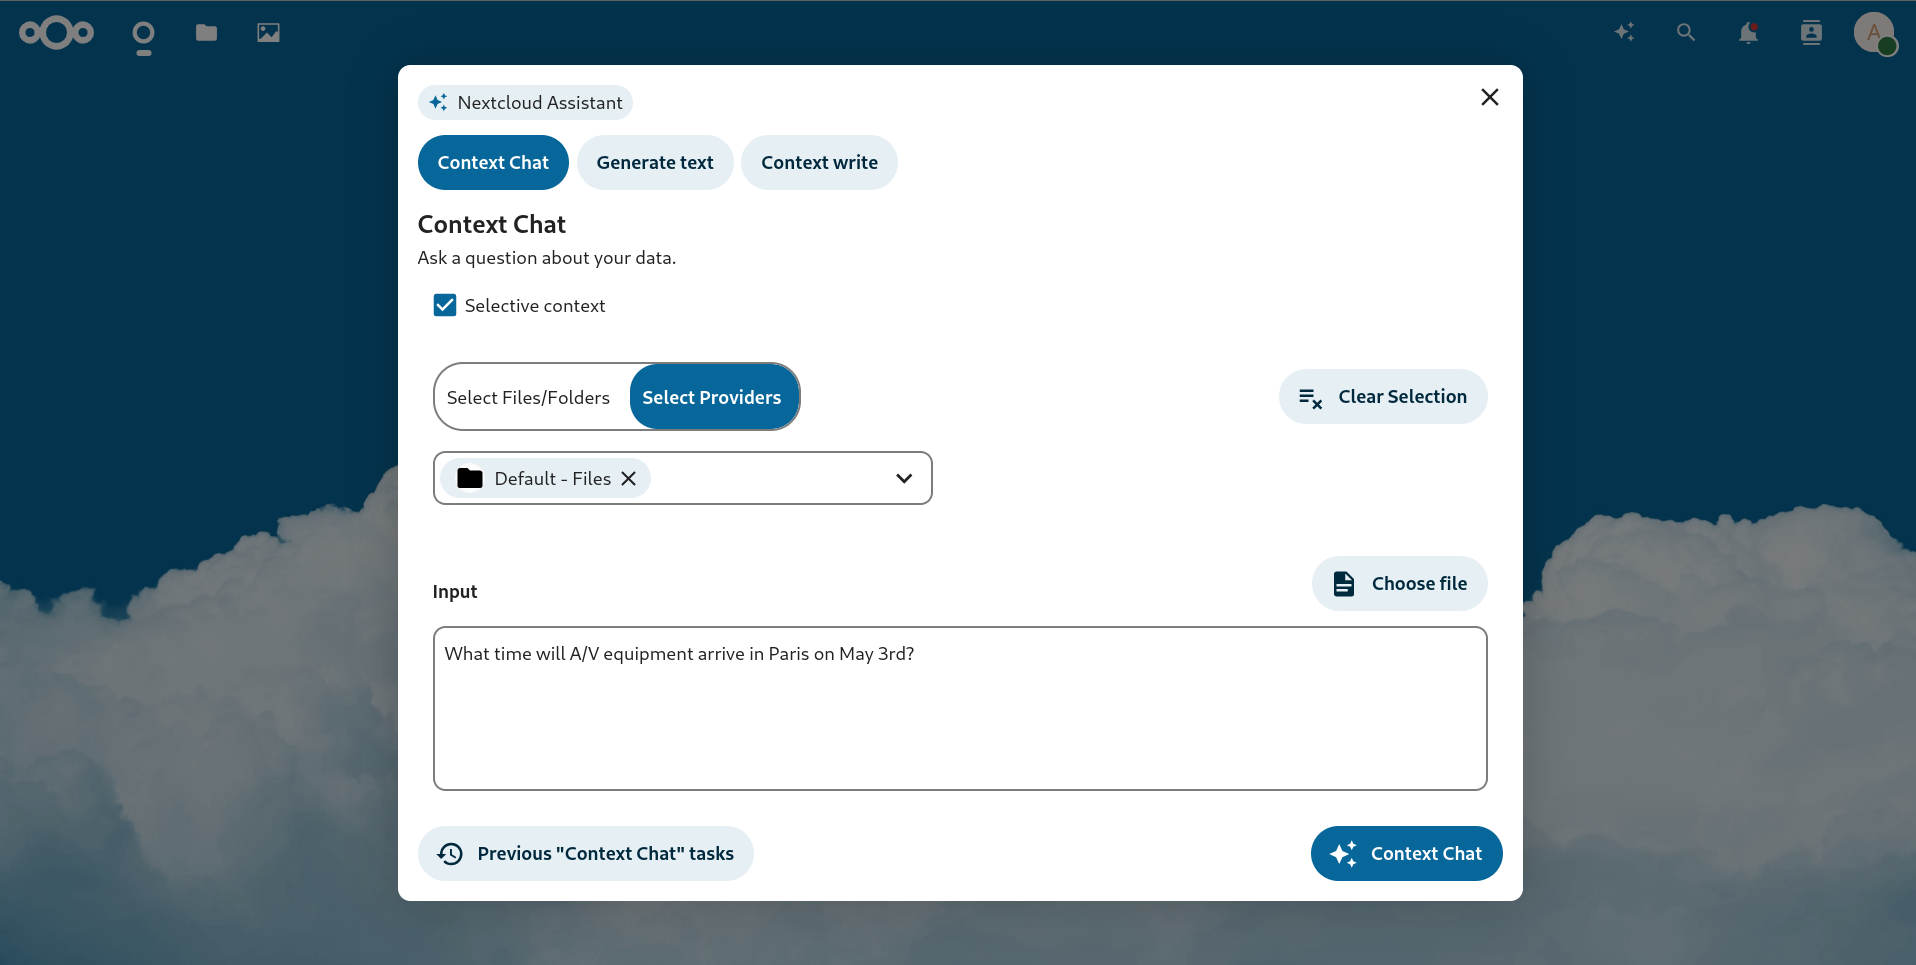 A
Nextcloud Assistant
Context Chat
Generate text
Context write
Context Chat
Ask a question about your data.
Selective context
Select Files/Folders
Select Providers
Clear Selection
Default - Files
Input
Choose file
What time will A/V equipment arrive in Paris on May 3rd?
Previous "Context Chat" tasks
Context Chat